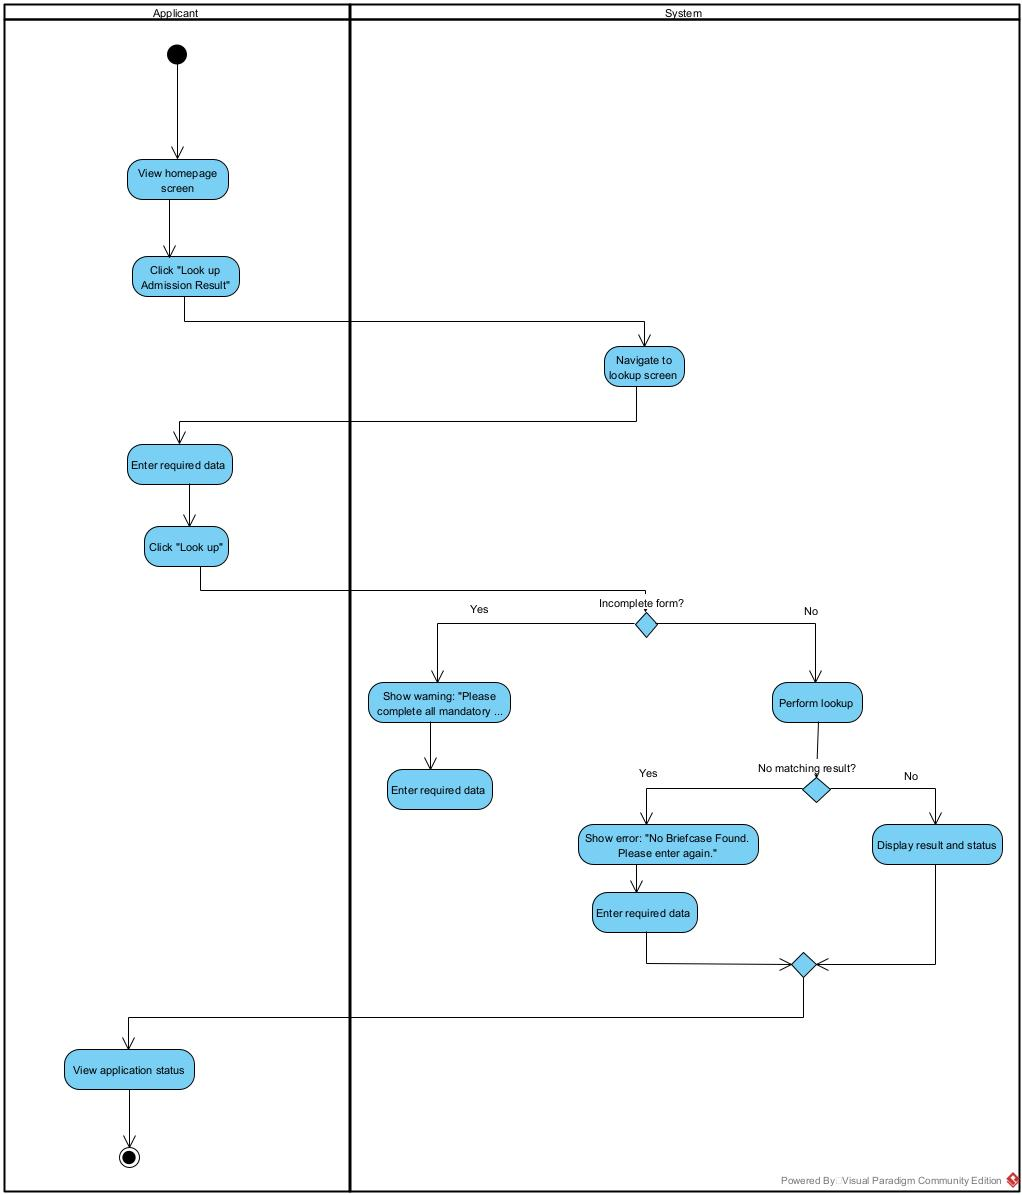 Applicant
System
View homepage
screen
Click "Look up
Admission Result"
Navigate to
lookup screen
Enter required data
Click "Look up"
Incomplete form?
Yes
No
Show warning: "Please
complete all mandatory ...
Perform lookup
Enter required data
No matching result?
Yes
No
Show error: "No Briefcase Found.
Please enter again."
Display result and status
Enter required data
View application status
Powered By Visual Paradigm Community Edition